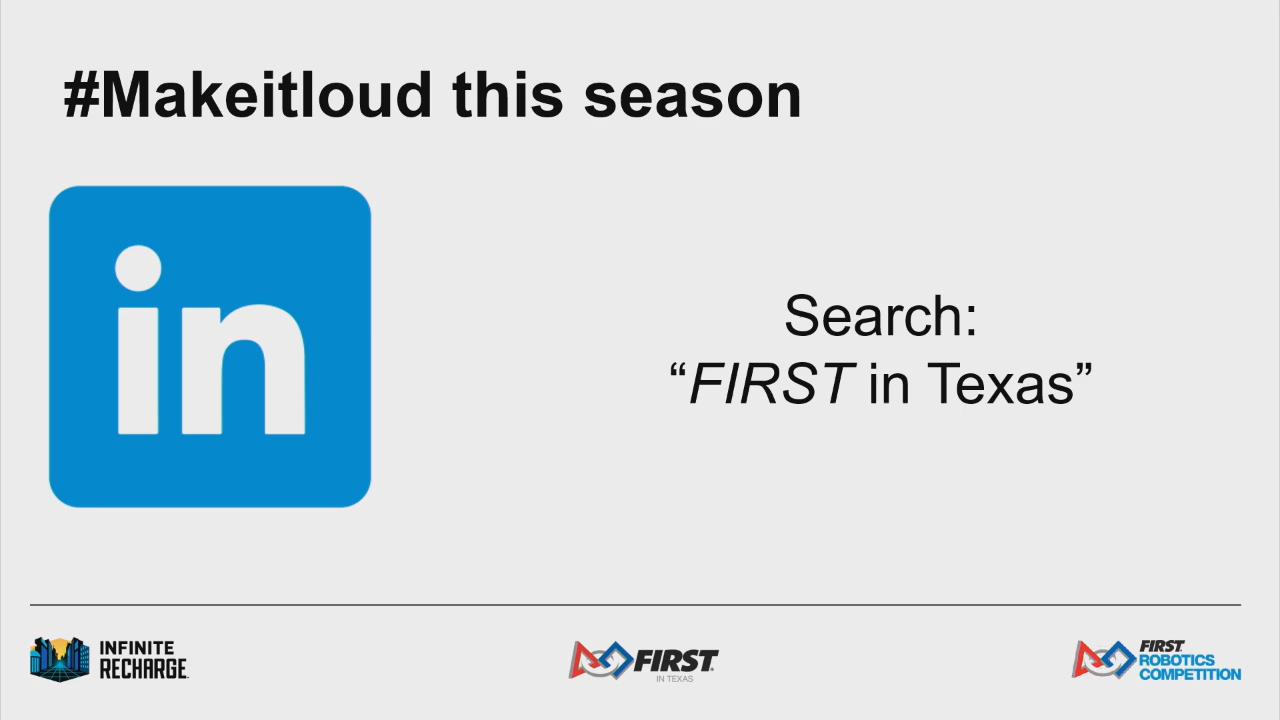 #Makeitloud this season
in
Search:
“FIRST in Texas”
INFINITE
RECHARGE
FIRST
IN TEXAS
FIRST
ROBOTICS
COMPETITION